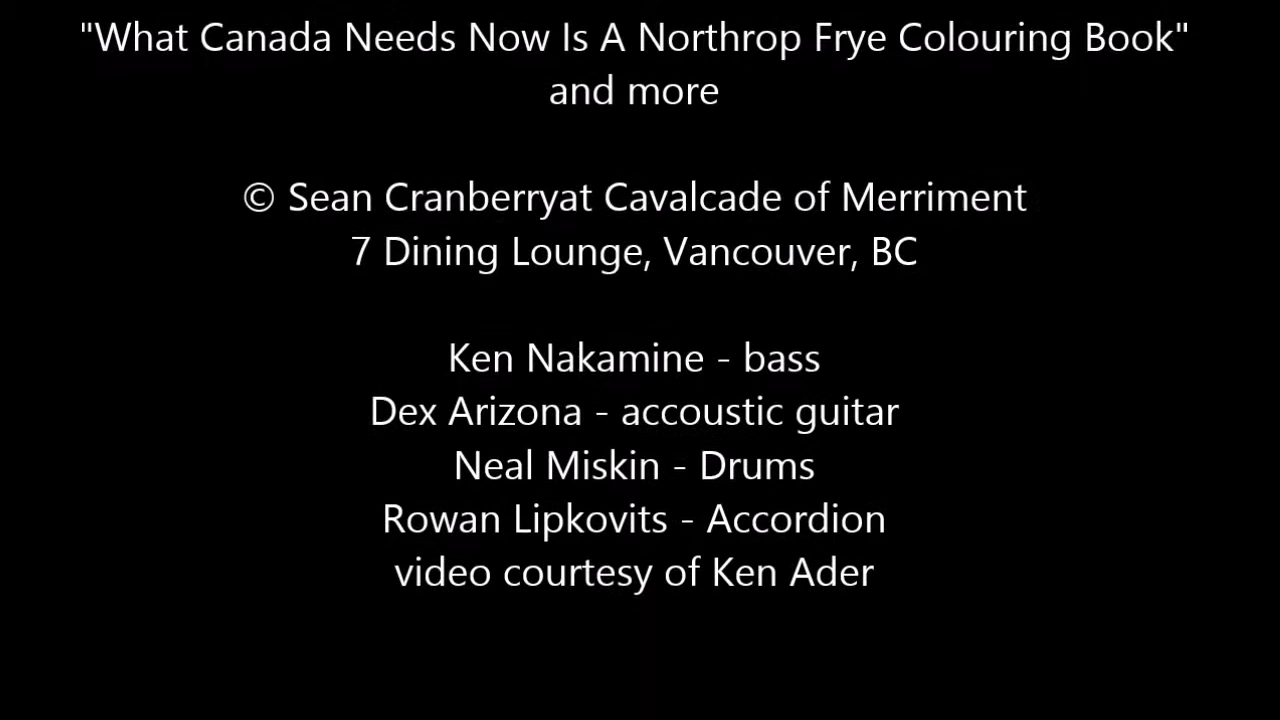 "What Canada Needs Now Is A Northrop Frye Colouring Book"
and more
© Sean Cranberryat Cavalcade of Merriment
7 Dining Lounge, Vancouver, BC
Ken Nakamine - bass
Dex Arizona - accoustic guitar
Neal Miskin - Drums
Rowan Lipkovits - Accordion
video courtesy of Ken Ader